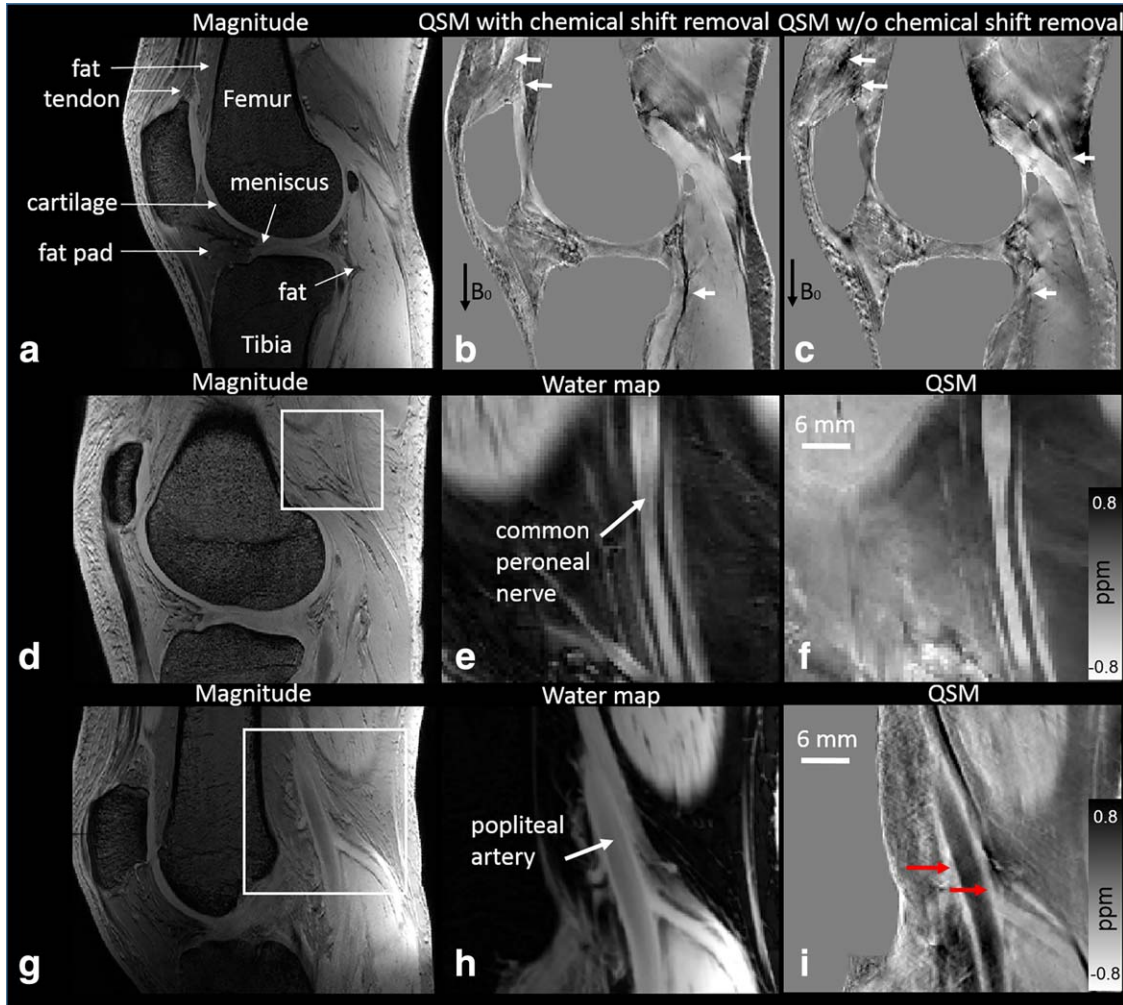 Magnitude
QSM with chemical shift removal
QSM w/o chemical shift removal
fat
tendon
Femur
meniscus
cartilage
fat pad
fat
Tibia
a
B₀
b
B₀
c
Magnitude
Water map
QSM
common
peroneal
nerve
6 mm
0.8
ppm
-0.8
d
e
f
Magnitude
Water map
QSM
popliteal
artery
6 mm
0.8
ppm
-0.8
g
h
i